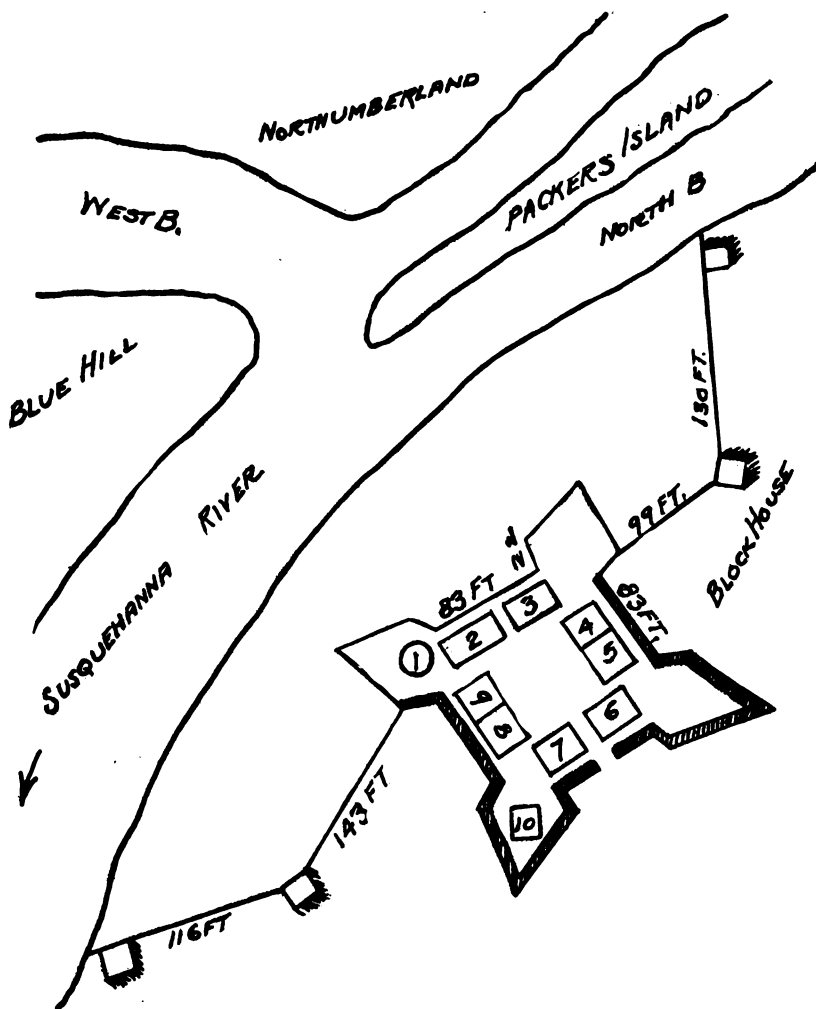 NORTHUMBERLAND
PACKERS ISLAND
WEST B.
NORTH B
BLUE HILL
130 FT.
SUSQUEHANNA RIVER
99 FT.
BLOCK HOUSE
83 FT
83 FT.
1
2
3
4
5
6
7
8
9
10
143 FT
116 FT